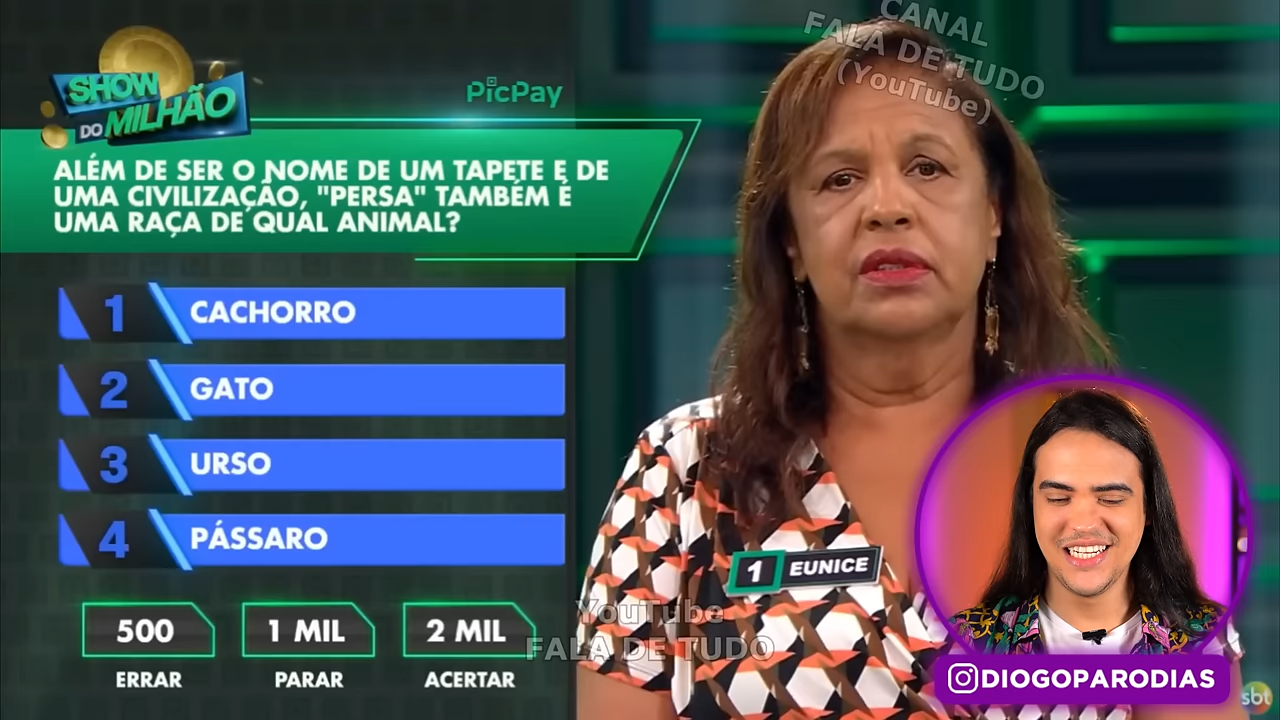 CANAL
FALA DE TUDO
(YouTube)
SHOW
DO MILHÃO
PicPay
ALÉM DE SER O NOME DE UM TAPETE E DE
UMA CIVILIZAÇÃO, "PERSA" TAMBÉM É
UMA RAÇA DE QUAL ANIMAL?
1 CACHORRO
2 GATO
3 URSO
4 PÁSSARO
1 EUNICE
500 1 MIL 2 MIL
ERRAR PARAR ACERTAR
YouTube
FALA DE TUDO
DIOGOPARODIAS
sbt